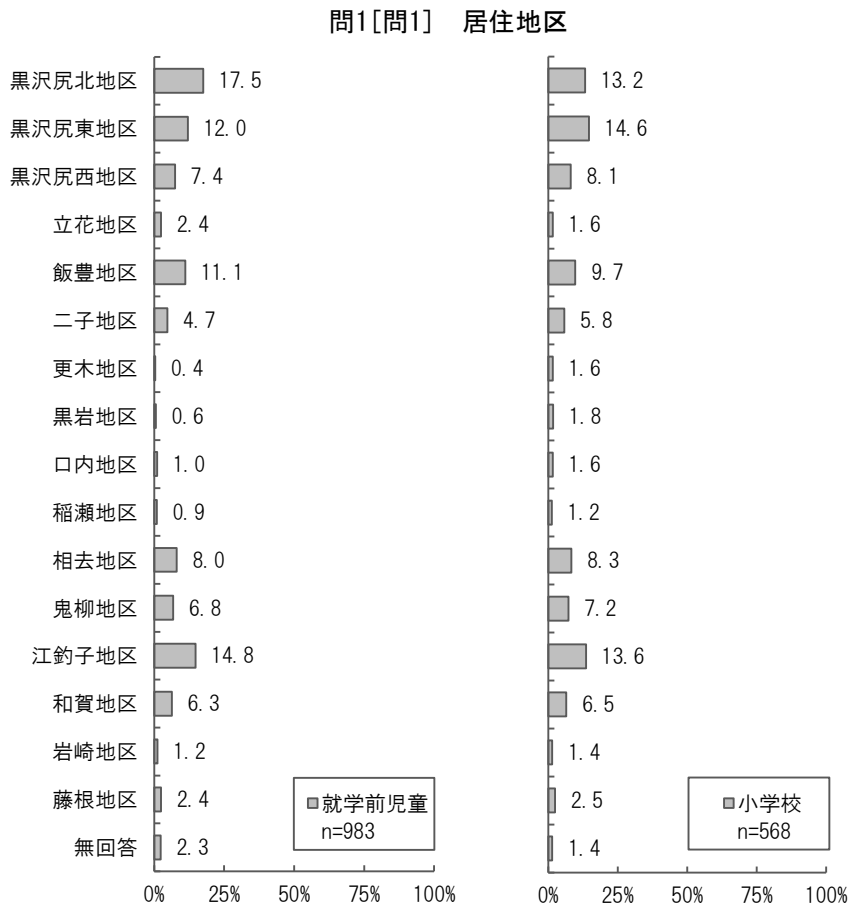 問1[問1]　居住地区
黒沢尻北地区 17.5 13.2
黒沢尻東地区 12.0 14.6
黒沢尻西地区 7.4 8.1
立花地区 2.4 1.6
飯豊地区 11.1 9.7
二子地区 4.7 5.8
更木地区 0.4 1.6
黒岩地区 0.6 1.8
口内地区 1.0 1.6
稲瀬地区 0.9 1.2
相去地区 8.0 8.3
鬼柳地区 6.8 7.2
江釣子地区 14.8 13.6
和賀地区 6.3 6.5
岩崎地区 1.2 1.4
藤根地区 2.4 2.5
無回答 2.3 1.4
就学前児童
n=983
小学校
n=568
0% 25% 50% 75% 100%
0% 25% 50% 75% 100%